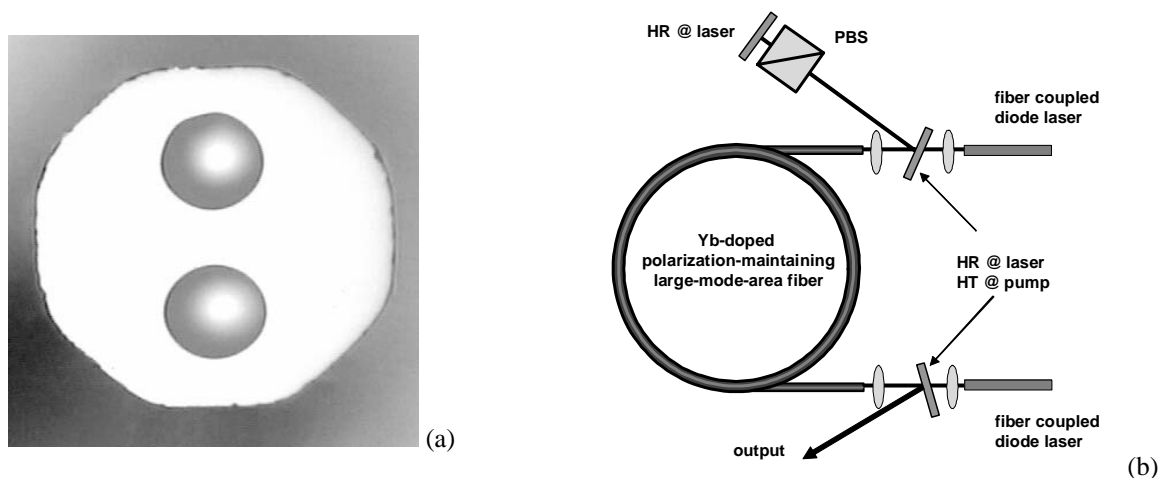 HR @ laser
PBS
fiber coupled
diode laser
Yb-doped
polarization-maintaining
large-mode-area fiber
HR @ laser
HT @ pump
fiber coupled
diode laser
output
(a)
(b)